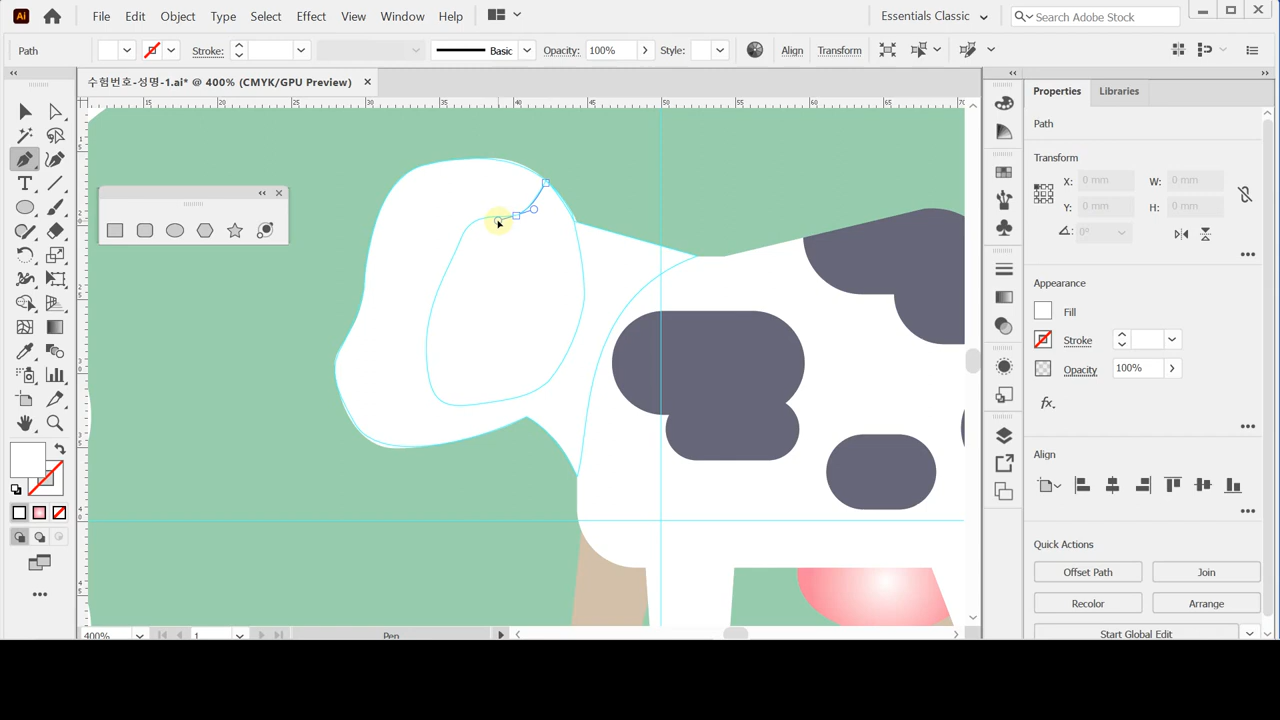 Ai File Edit Object Type Select Effect View Window Help Essentials Classic Search Adobe Stock
Path Stroke: Basic Opacity: 100% Style: Align Transform
수험번호-성명-1.ai* @ 400% (CMYK/GPU Preview)
15 20 25 30 35 40 45 50 55 60 65 70
Properties Libraries
Path
Transform
X: 0 mm W: 0 mm
Y: 0 mm H: 0 mm
0°
Appearance
Fill
Stroke
Opacity 100%
fx.
Align
Quick Actions
Offset Path Join
Recolor Arrange
Start Global Edit
400% 1 Pen